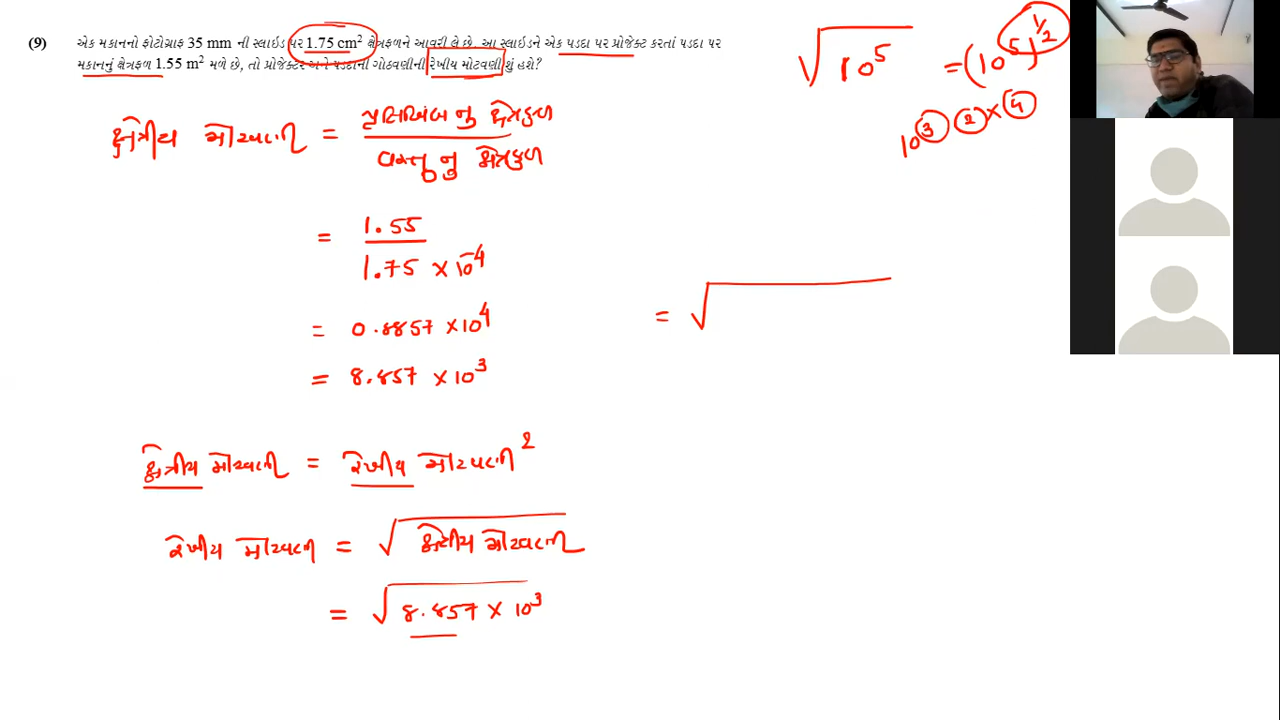 (9) એક મકાનનો ફોટોગ્રાફ 35 mm ની સ્લાઇડ પર 1.75 cm² ક્ષેત્રફળને આવરી લે છે. આ સ્લાઇડને એક પડદા પર પ્રોજેક્ટ કરતાં પડદા પર
મકાનનું ક્ષેત્રફળ 1.55 m² મળે છે, તો પ્રોજેક્ટર અને પડદાની ગોઠવણીની રેખીય મોટવણી શું હશે?
√10⁵ = (10⁵)^1/2
10³ 2 × 4
ક્ષેત્રીય મોટવણી = પ્રતિબિંબ નુ ક્ષેત્રફળ
વસ્તુ નુ ક્ષેત્રફળ
= 1.55
1.75 × 10⁻⁴
= 0.8857 × 10⁴
= √
= 8.857 × 10³
ક્ષેત્રીય મોટવણી = રેખીય મોટવણી²
રેખીય મોટવણી = √ક્ષેત્રીય મોટવણી
= √8.857 × 10³